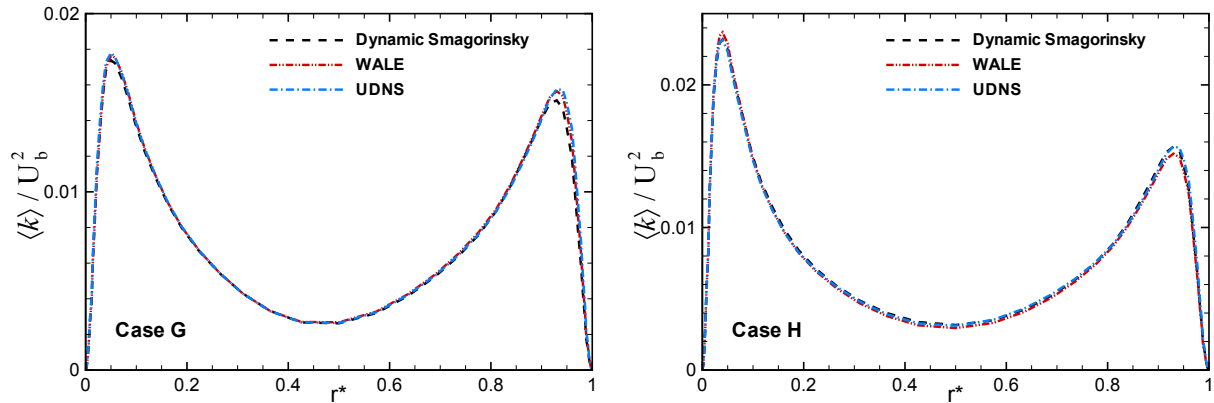 0.02
0.01
0
⟨k⟩ / U_b^2
Dynamic Smagorinsky
WALE
UDNS
Case G
0 0.2 0.4 0.6 0.8 1
r*
0.02
0.01
0
⟨k⟩ / U_b^2
Dynamic Smagorinsky
WALE
UDNS
Case H
0 0.2 0.4 0.6 0.8 1
r*